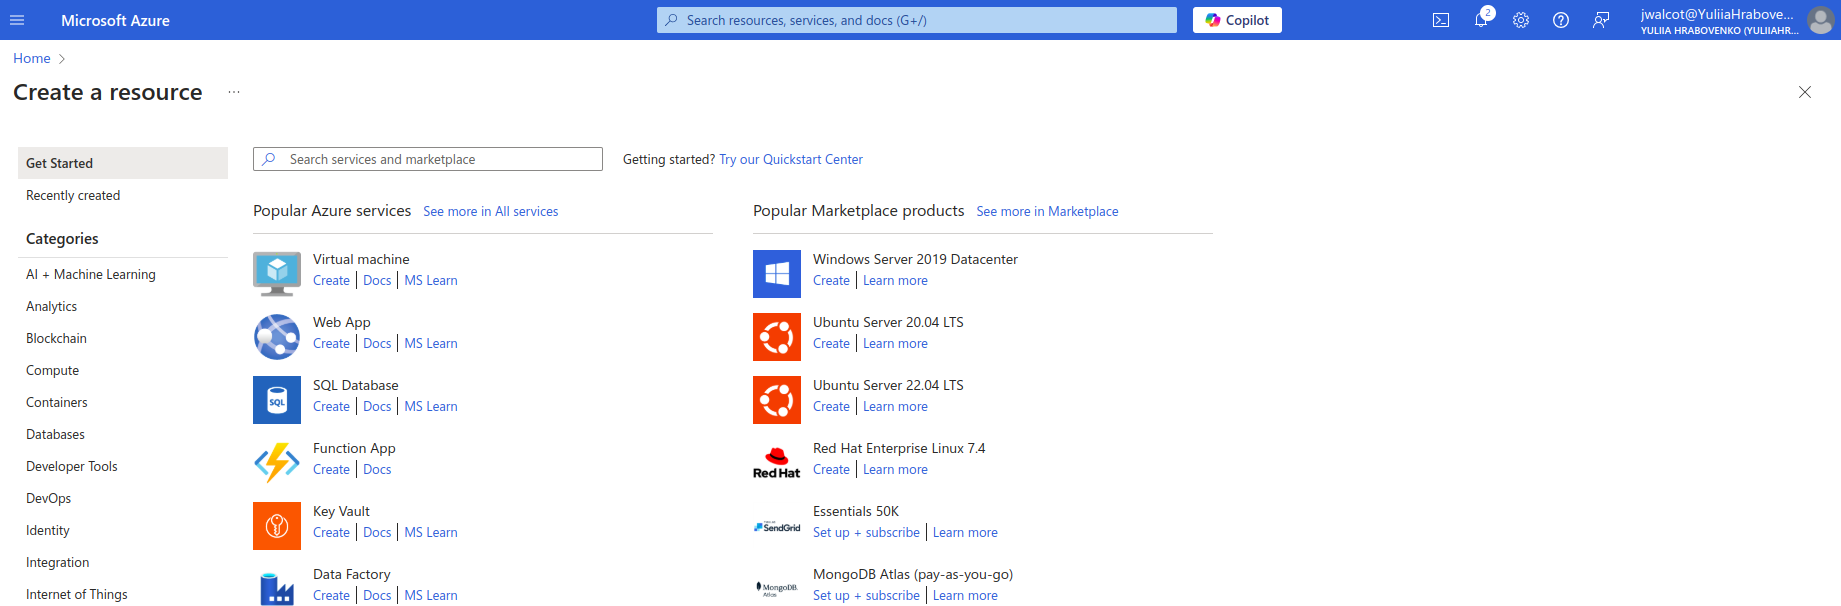 Microsoft Azure
Search resources, services, and docs (G+/)
Copilot
2
jwalcot@YuliiaHrabove...
YULIIA HRABOVENKO (YULIIAHR...
Home
Create a resource
...
Get Started
Recently created
Categories
AI + Machine Learning
Analytics
Blockchain
Compute
Containers
Databases
Developer Tools
DevOps
Identity
Integration
Internet of Things
Search services and marketplace
Getting started? Try our Quickstart Center
Popular Azure services See more in All services
Virtual machine
Create | Docs | MS Learn
Web App
Create | Docs | MS Learn
SQL
SQL Database
Create | Docs | MS Learn
Function App
Create | Docs
Key Vault
Create | Docs | MS Learn
Data Factory
Create | Docs | MS Learn
Popular Marketplace products See more in Marketplace
Windows Server 2019 Datacenter
Create | Learn more
Ubuntu Server 20.04 LTS
Create | Learn more
Ubuntu Server 22.04 LTS
Create | Learn more
Red Hat
Red Hat Enterprise Linux 7.4
Create | Learn more
SendGrid
Essentials 50K
Set up + subscribe | Learn more
MongoDB.
Atlas
MongoDB Atlas (pay-as-you-go)
Set up + subscribe | Learn more